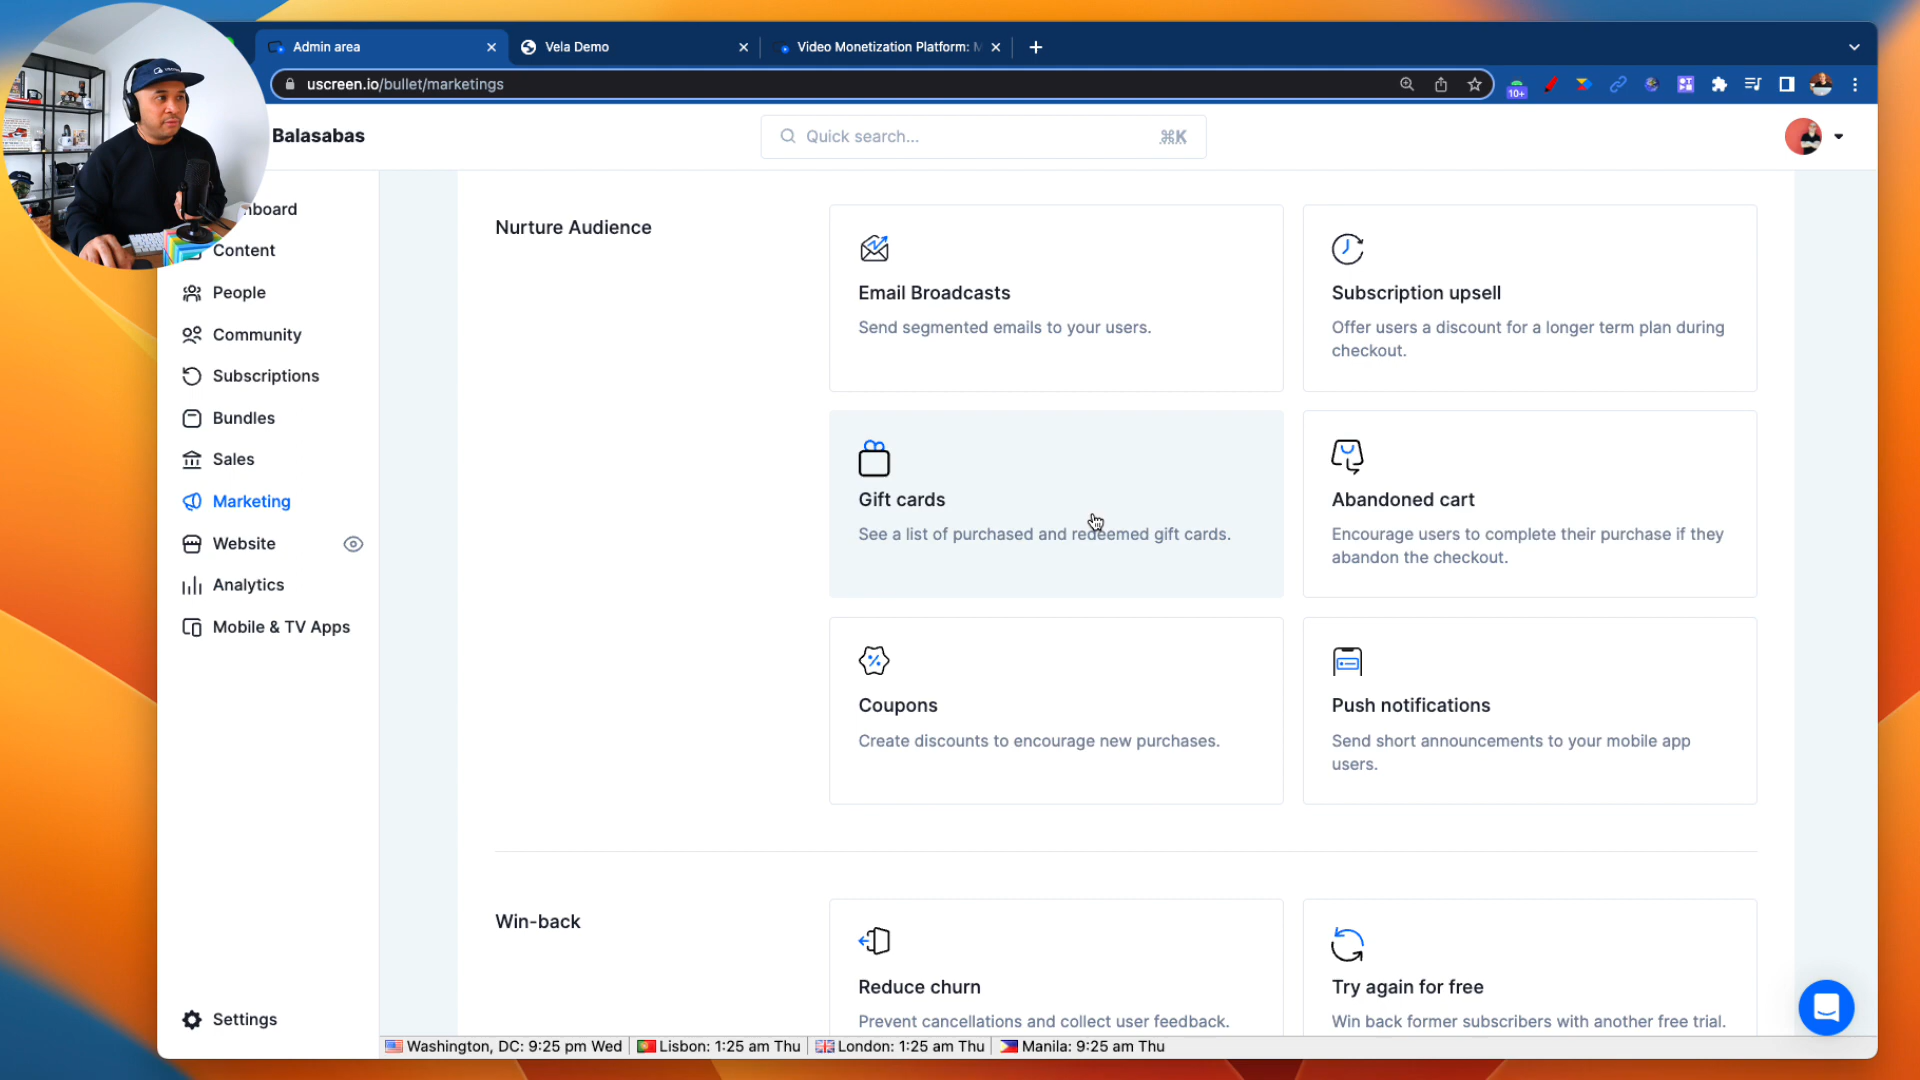 Admin area
Vela Demo
Video Monetization Platform: M
uscreen.io/bullet/marketings
10+
Balasabas
Quick search...
⌘K
board
Content
People
Community
Subscriptions
Bundles
Sales
Marketing
Website
Analytics
Mobile & TV Apps
Settings
Nurture Audience
Email Broadcasts
Send segmented emails to your users.
Subscription upsell
Offer users a discount for a longer term plan during
checkout.
Gift cards
See a list of purchased and redeemed gift cards.
Abandoned cart
Encourage users to complete their purchase if they
abandon the checkout.
Coupons
Create discounts to encourage new purchases.
Push notifications
Send short announcements to your mobile app
users.
Win-back
Reduce churn
Prevent cancellations and collect user feedback.
Try again for free
Win back former subscribers with another free trial.
Washington, DC: 9:25 pm Wed
Lisbon: 1:25 am Thu
London: 1:25 am Thu
Manila: 9:25 am Thu